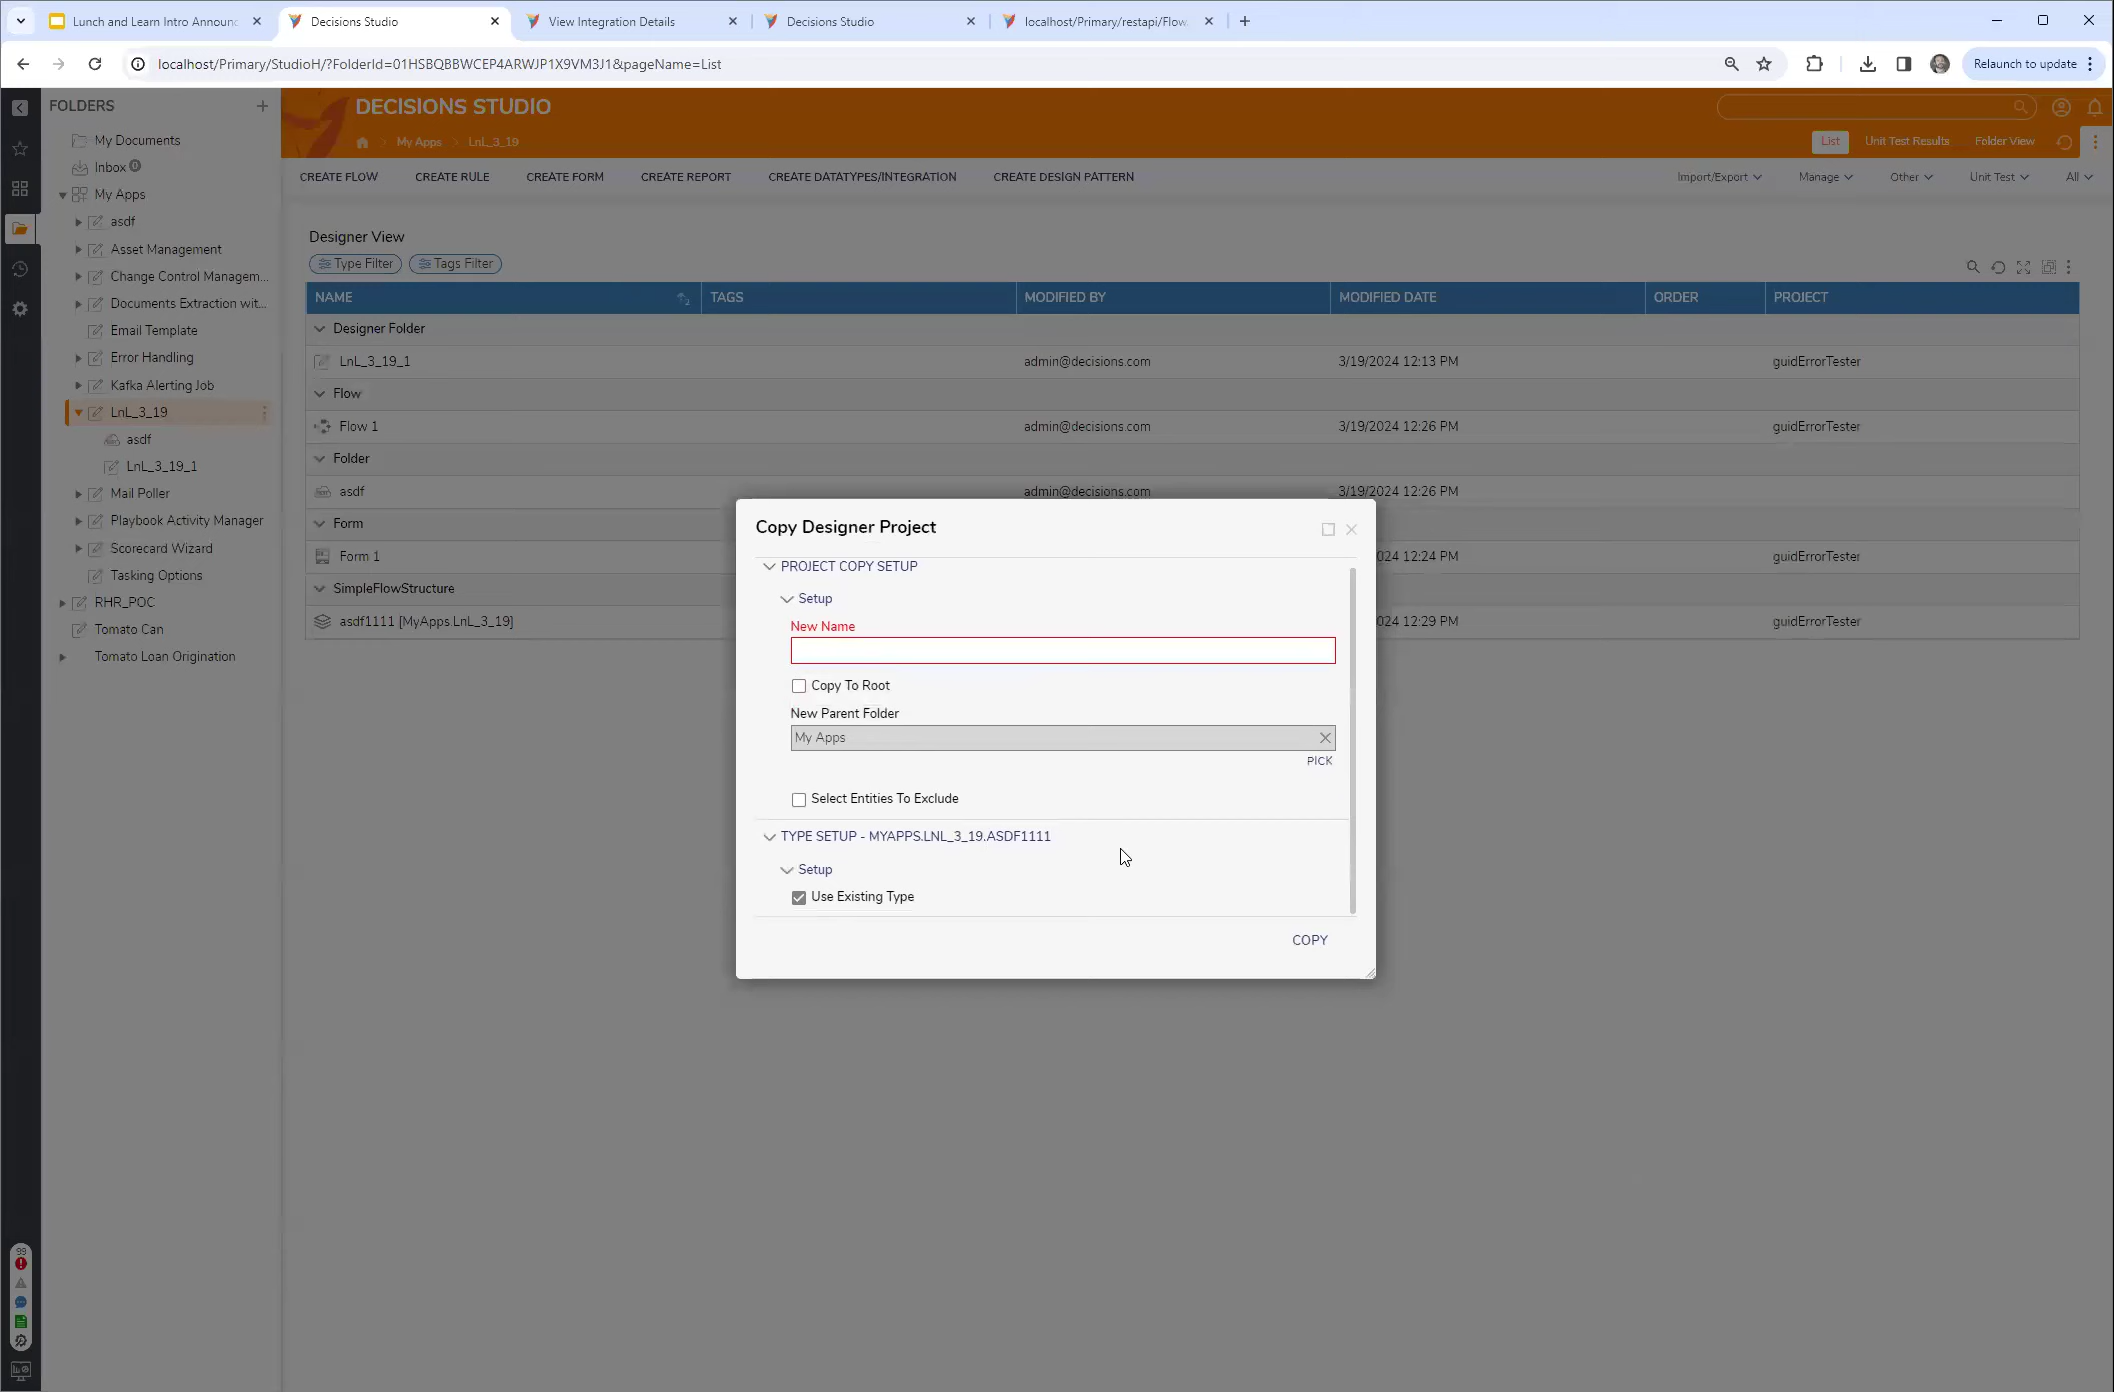 Lunch and Learn Intro Announc
Decisions Studio
View Integration Details
Decisions Studio
localhost/Primary/restapi/Flow
localhost/Primary/StudioH/?FolderId=01HSBQBBWCEP4ARWJP1X9VM3J1&pageName=List
Relaunch to update
FOLDERS
My Documents
Inbox 0
My Apps
asdf
Asset Management
Change Control Managem...
Documents Extraction wit...
Email Template
Error Handling
Kafka Alerting Job
LnL_3_19
asdf
LnL_3_19_1
Mail Poller
Playbook Activity Manager
Scorecard Wizard
Tasking Options
RHR_POC
Tomato Can
Tomato Loan Origination
99
DECISIONS STUDIO
My Apps
LnL_3_19
List
Unit Test Results
Folder View
CREATE FLOW
CREATE RULE
CREATE FORM
CREATE REPORT
CREATE DATATYPES/INTEGRATION
CREATE DESIGN PATTERN
Import/Export
Manage
Other
Unit Test
All
Designer View
Type Filter
Tags Filter
NAME
TAGS
MODIFIED BY
MODIFIED DATE
ORDER
PROJECT
Designer Folder
LnL_3_19_1 admin@decisions.com 3/19/2024 12:13 PM guidErrorTester
Flow
Flow 1 admin@decisions.com 3/19/2024 12:26 PM guidErrorTester
Folder
asdf admin@decisions.com 3/19/2024 12:26 PM
Form
Form 1 024 12:24 PM guidErrorTester
SimpleFlowStructure
asdf1111 [MyApps.LnL_3_19] 024 12:29 PM guidErrorTester
Copy Designer Project
PROJECT COPY SETUP
Setup
New Name
Copy To Root
New Parent Folder
My Apps
PICK
Select Entities To Exclude
TYPE SETUP - MYAPPS.LNL_3_19.ASDF1111
Setup
Use Existing Type
COPY